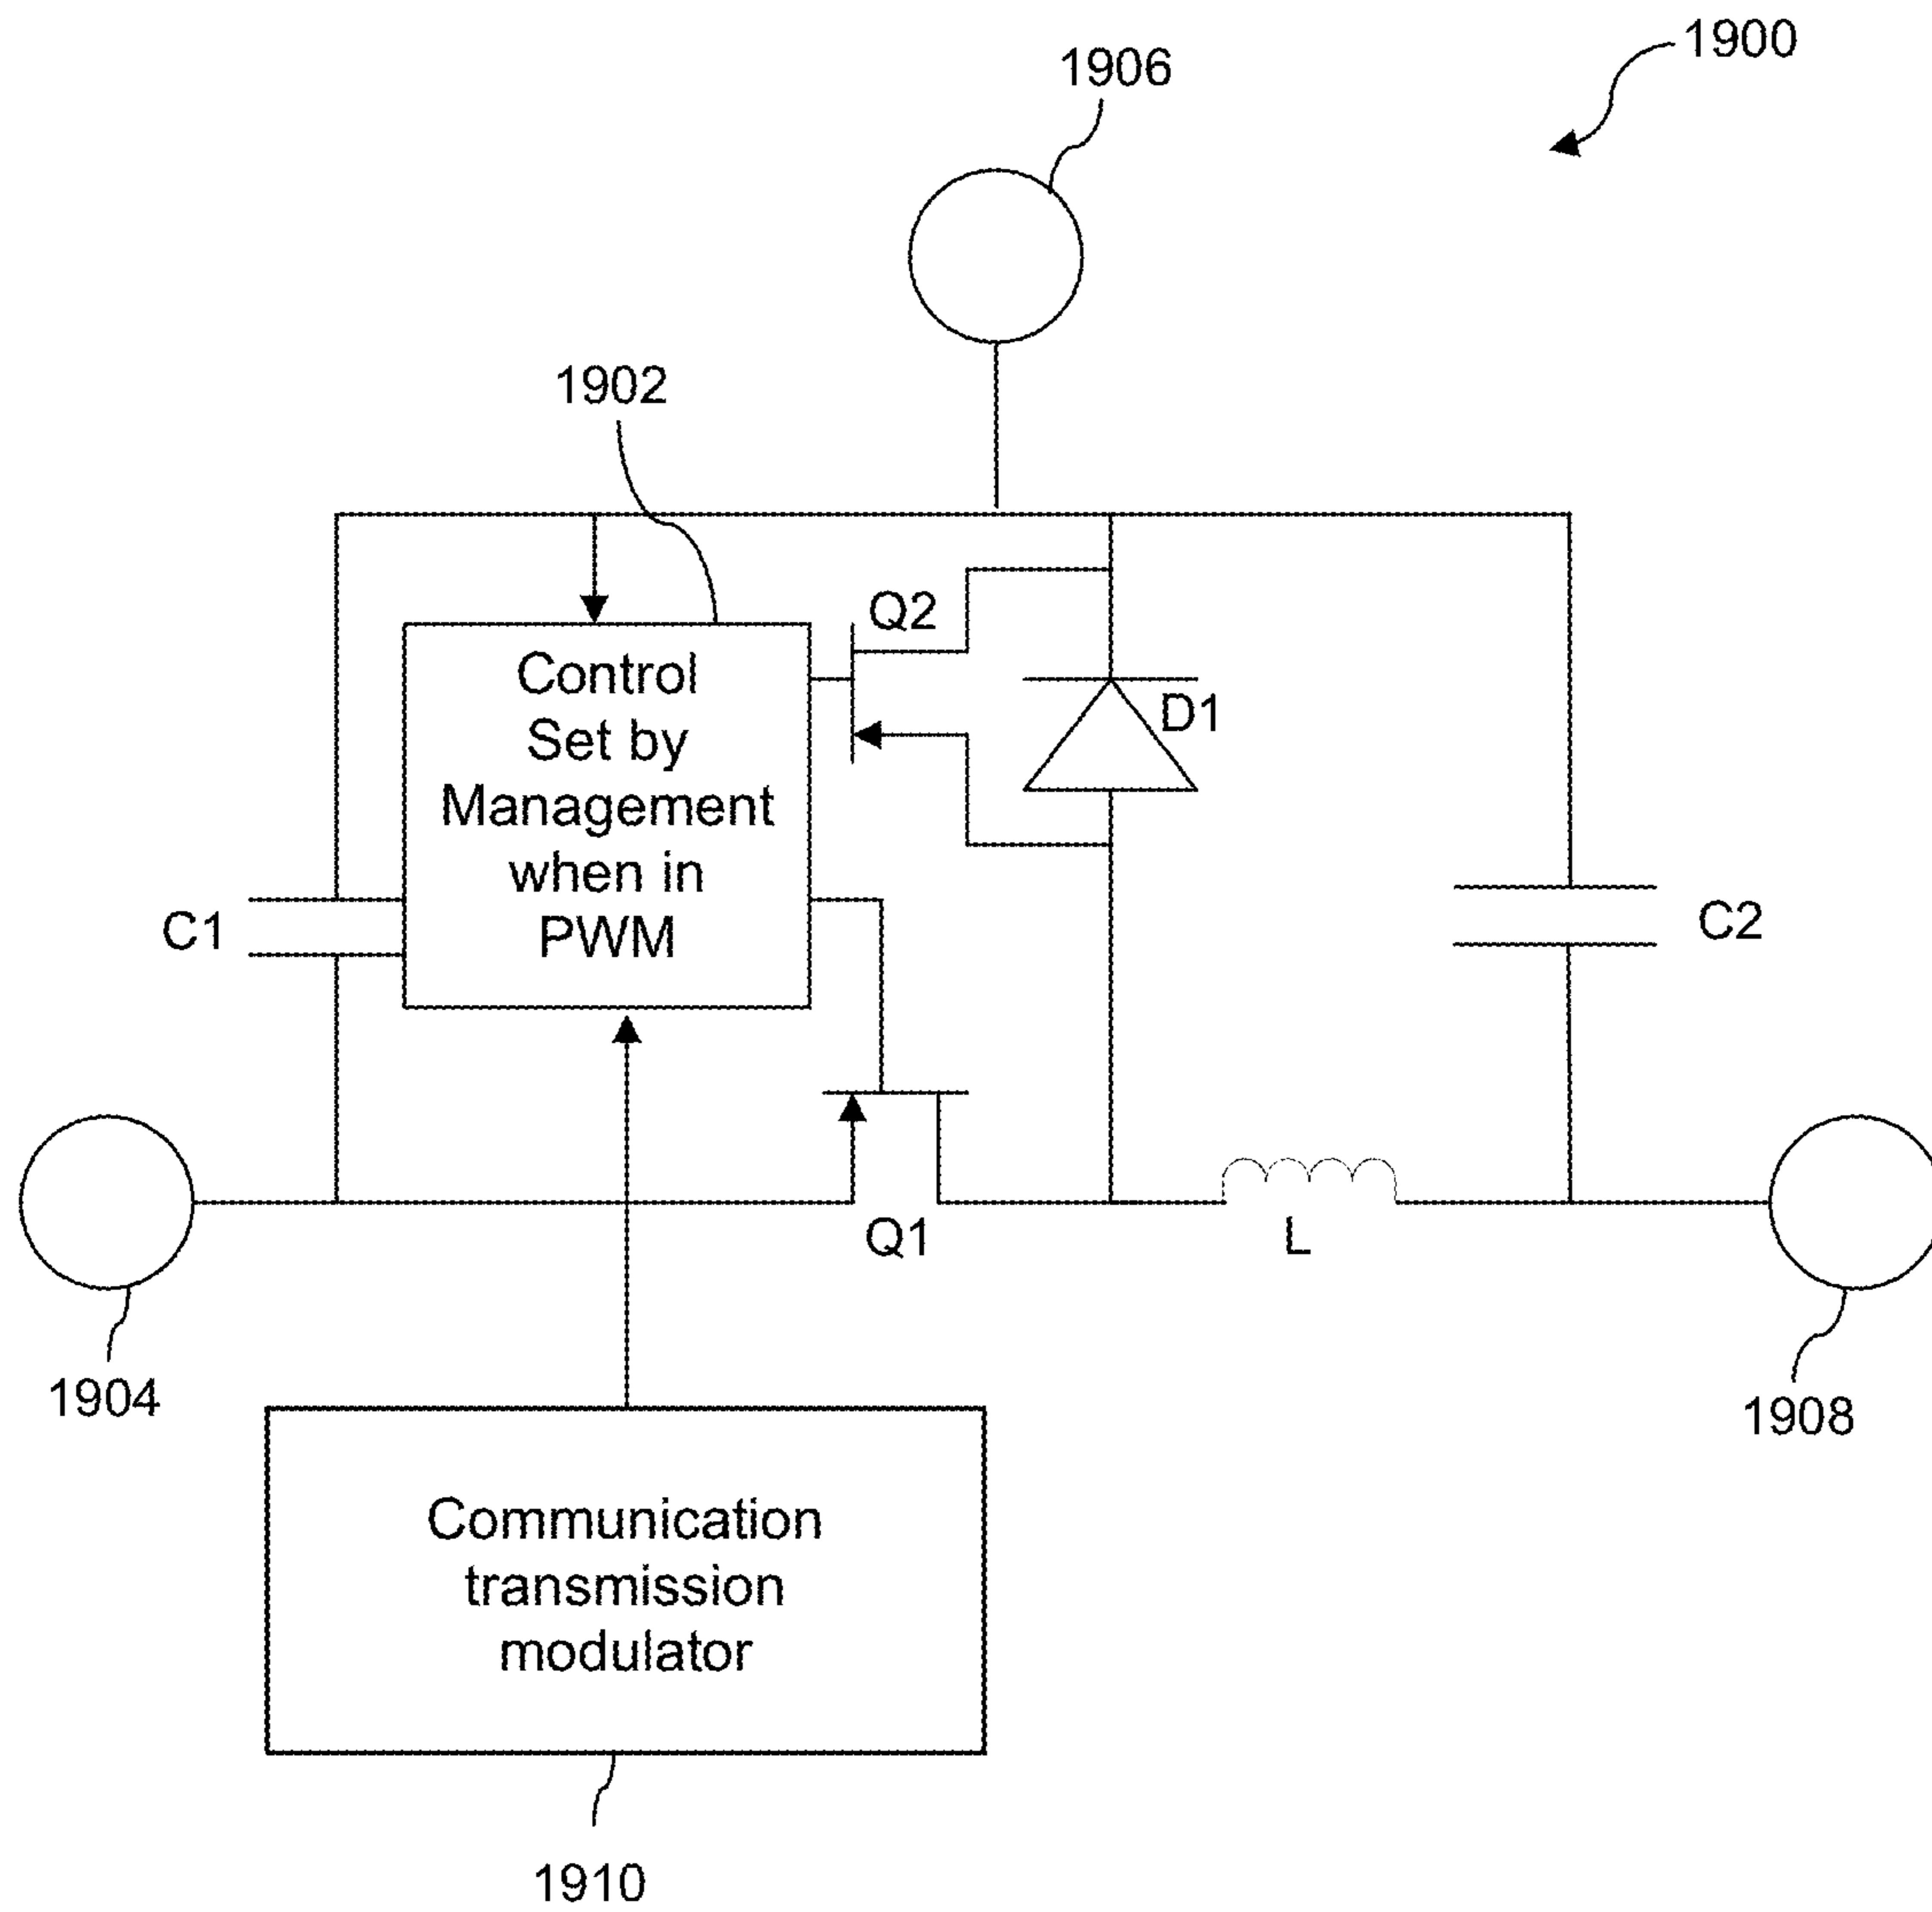 1900
1906
1902
Q2
Control
Set by
Management
when in
PWM
D1
C1
C2
Q1
L
1904
1908
Communication
transmission
modulator
1910